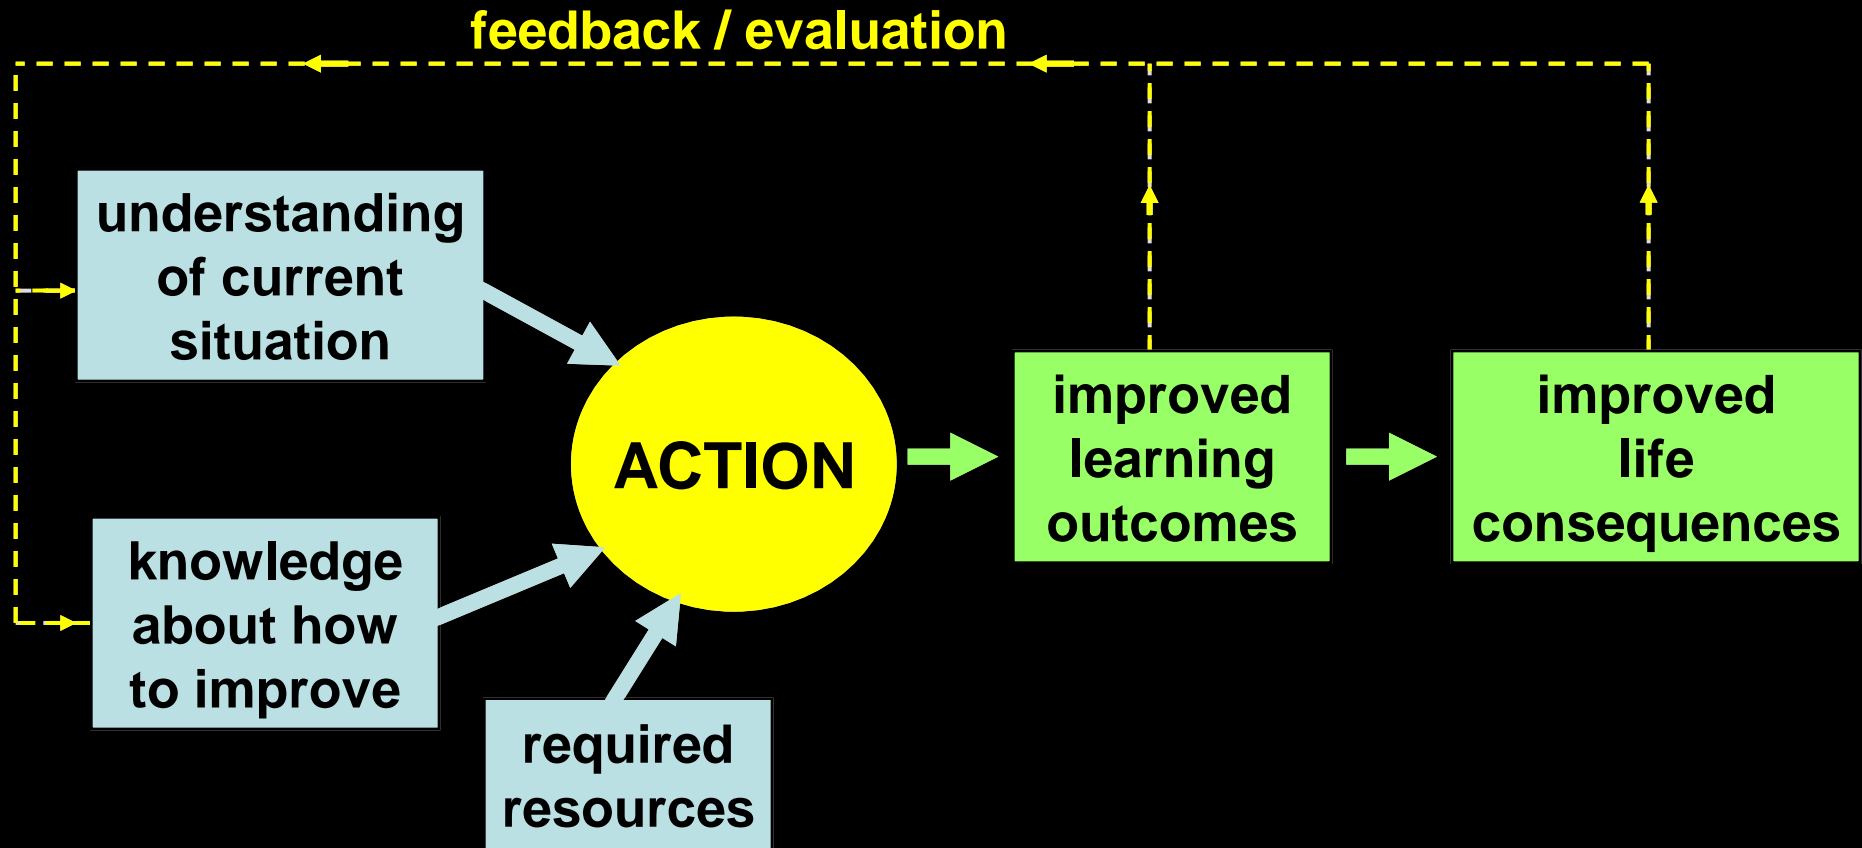 feedback / evaluation
understanding
of current
situation
knowledge
about how
to improve
required
resources
ACTION
improved
learning
outcomes
improved
life
consequences